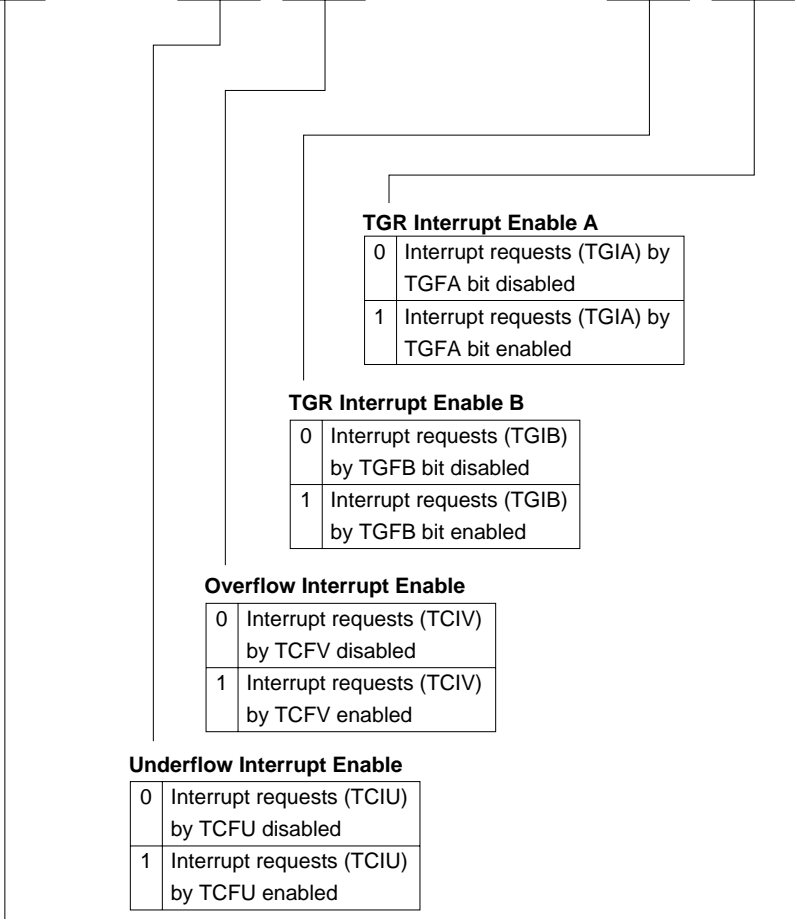 TGR Interrupt Enable A
0 Interrupt requests (TGIA) by
TGFA bit disabled
1 Interrupt requests (TGIA) by
TGFA bit enabled
TGR Interrupt Enable B
0 Interrupt requests (TGIB)
by TGFB bit disabled
1 Interrupt requests (TGIB)
by TGFB bit enabled
Overflow Interrupt Enable
0 Interrupt requests (TCIV)
by TCFV disabled
1 Interrupt requests (TCIV)
by TCFV enabled
Underflow Interrupt Enable
0 Interrupt requests (TCIU)
by TCFU disabled
1 Interrupt requests (TCIU)
by TCFU enabled